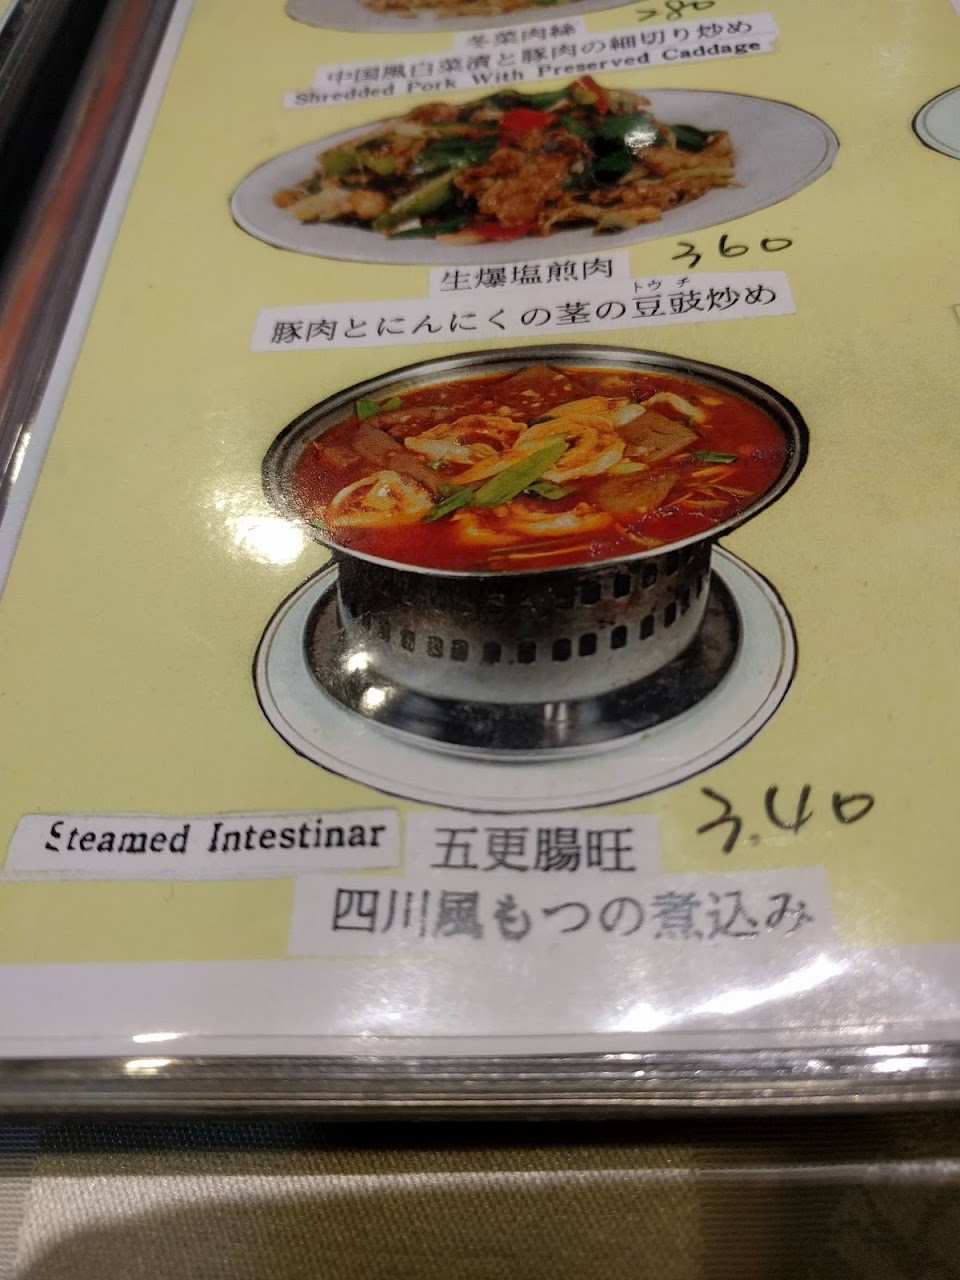 280
冬菜肉絲
中国風白菜漬と豚肉の細切り炒め
Shredded Pork With Preserved Caddage
360
生爆塩煎肉
トウチ
豚肉とにんにくの茎の豆豉炒め
340
Steamed Intestinar
五更腸旺
四川風もつの煮込み